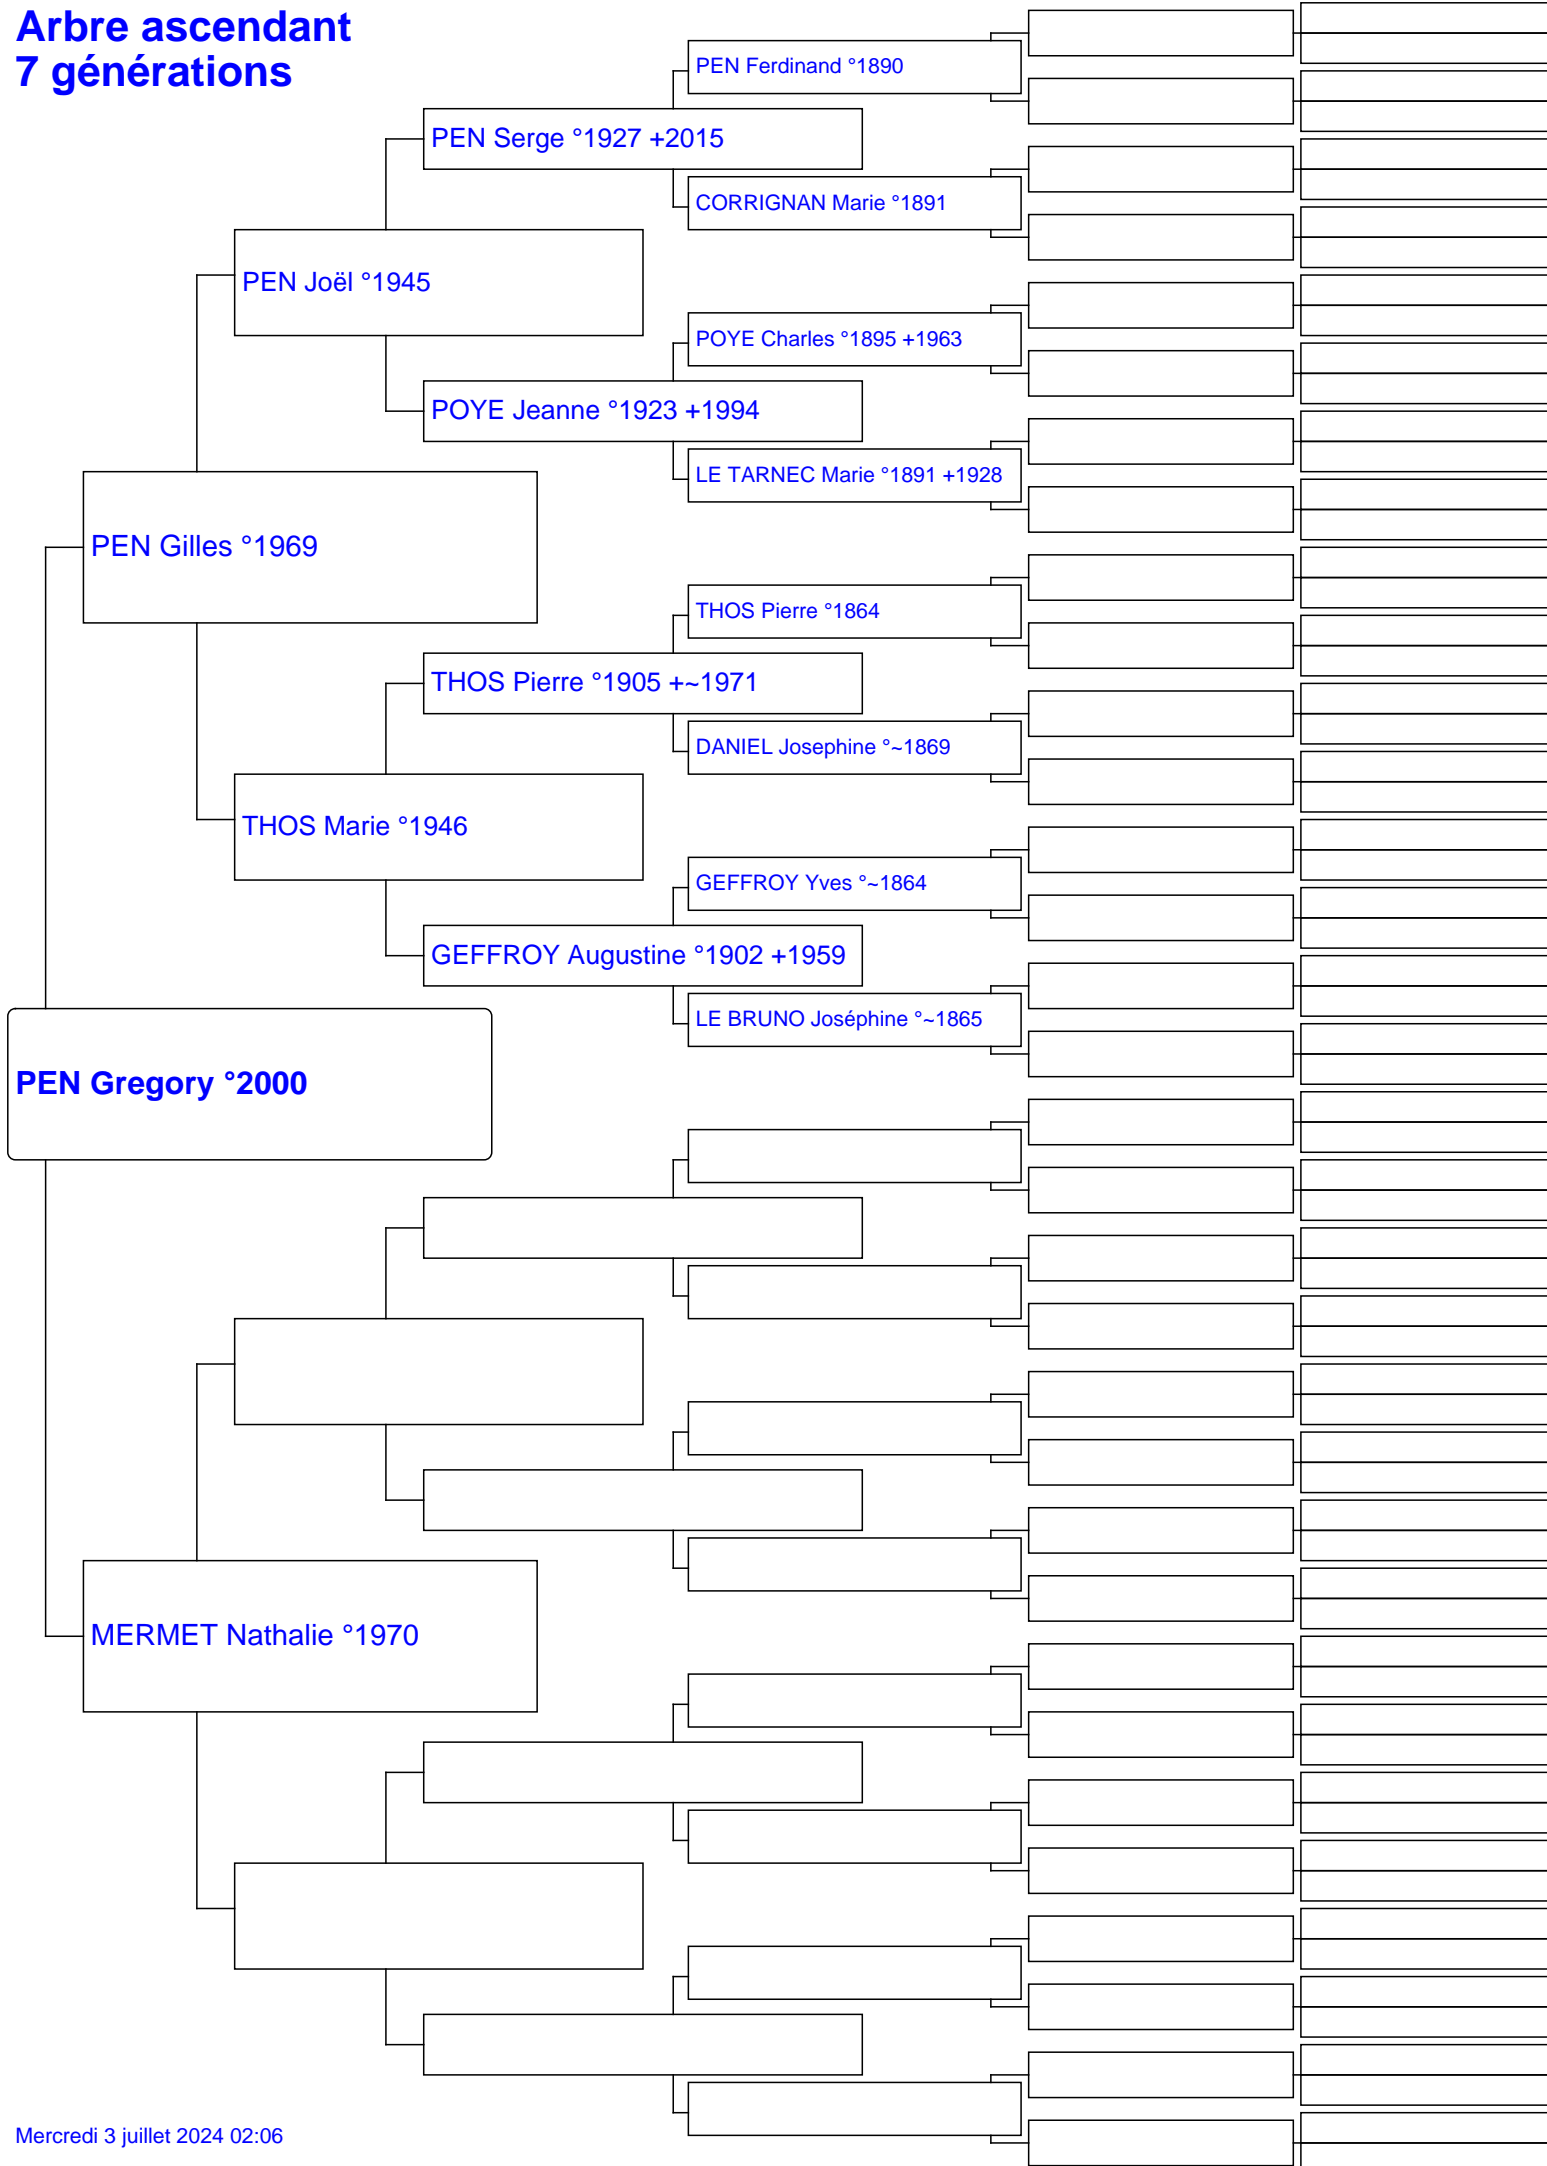 Arbre ascendant
7 générations
PEN Ferdinand °1890
PEN Serge °1927 +2015
CORRIGNAN Marie °1891
PEN Joël °1945
POYE Charles °1895 +1963
POYE Jeanne °1923 +1994
LE TARNEC Marie °1891 +1928
PEN Gilles °1969
THOS Pierre °1864
THOS Pierre °1905 +~1971
DANIEL Josephine °~1869
THOS Marie °1946
GEFFROY Yves °~1864
GEFFROY Augustine °1902 +1959
LE BRUNO Joséphine °~1865
PEN Gregory °2000
MERMET Nathalie °1970
Mercredi 3 juillet 2024 02:06